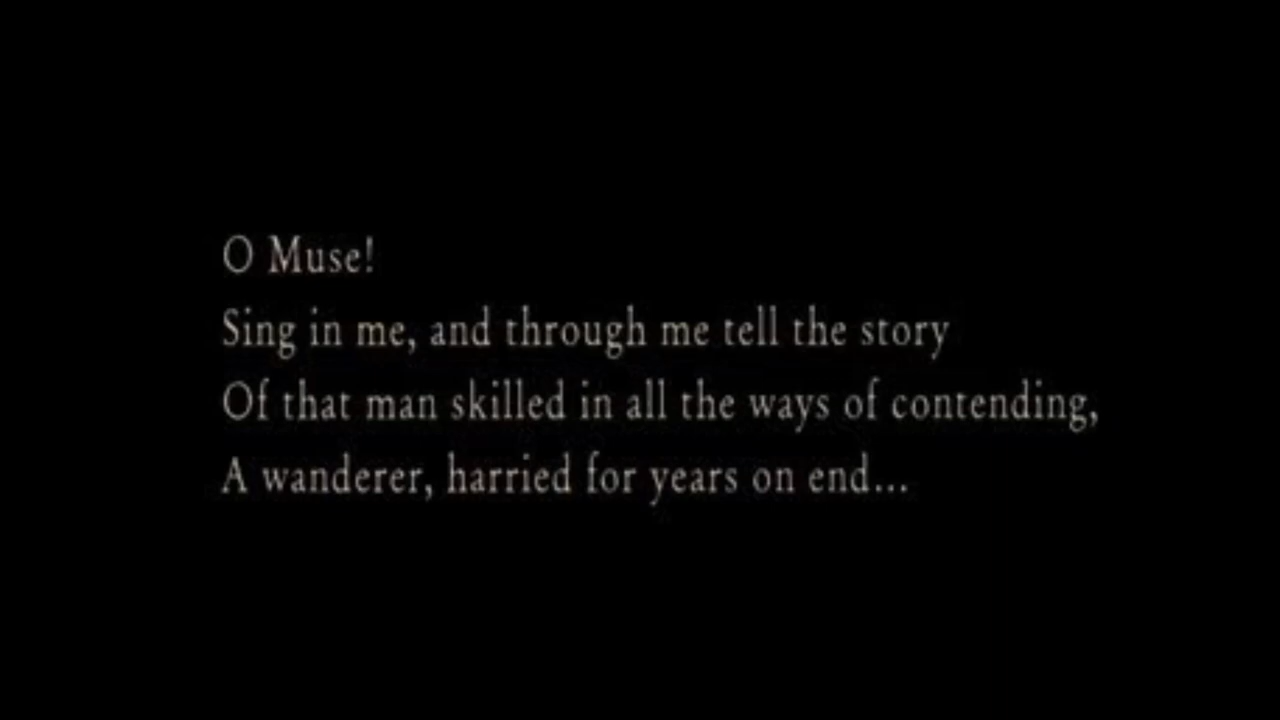 O Muse!
Sing in me, and through me tell the story
Of that man skilled in all the ways of contending,
A wanderer, harried for years on end...